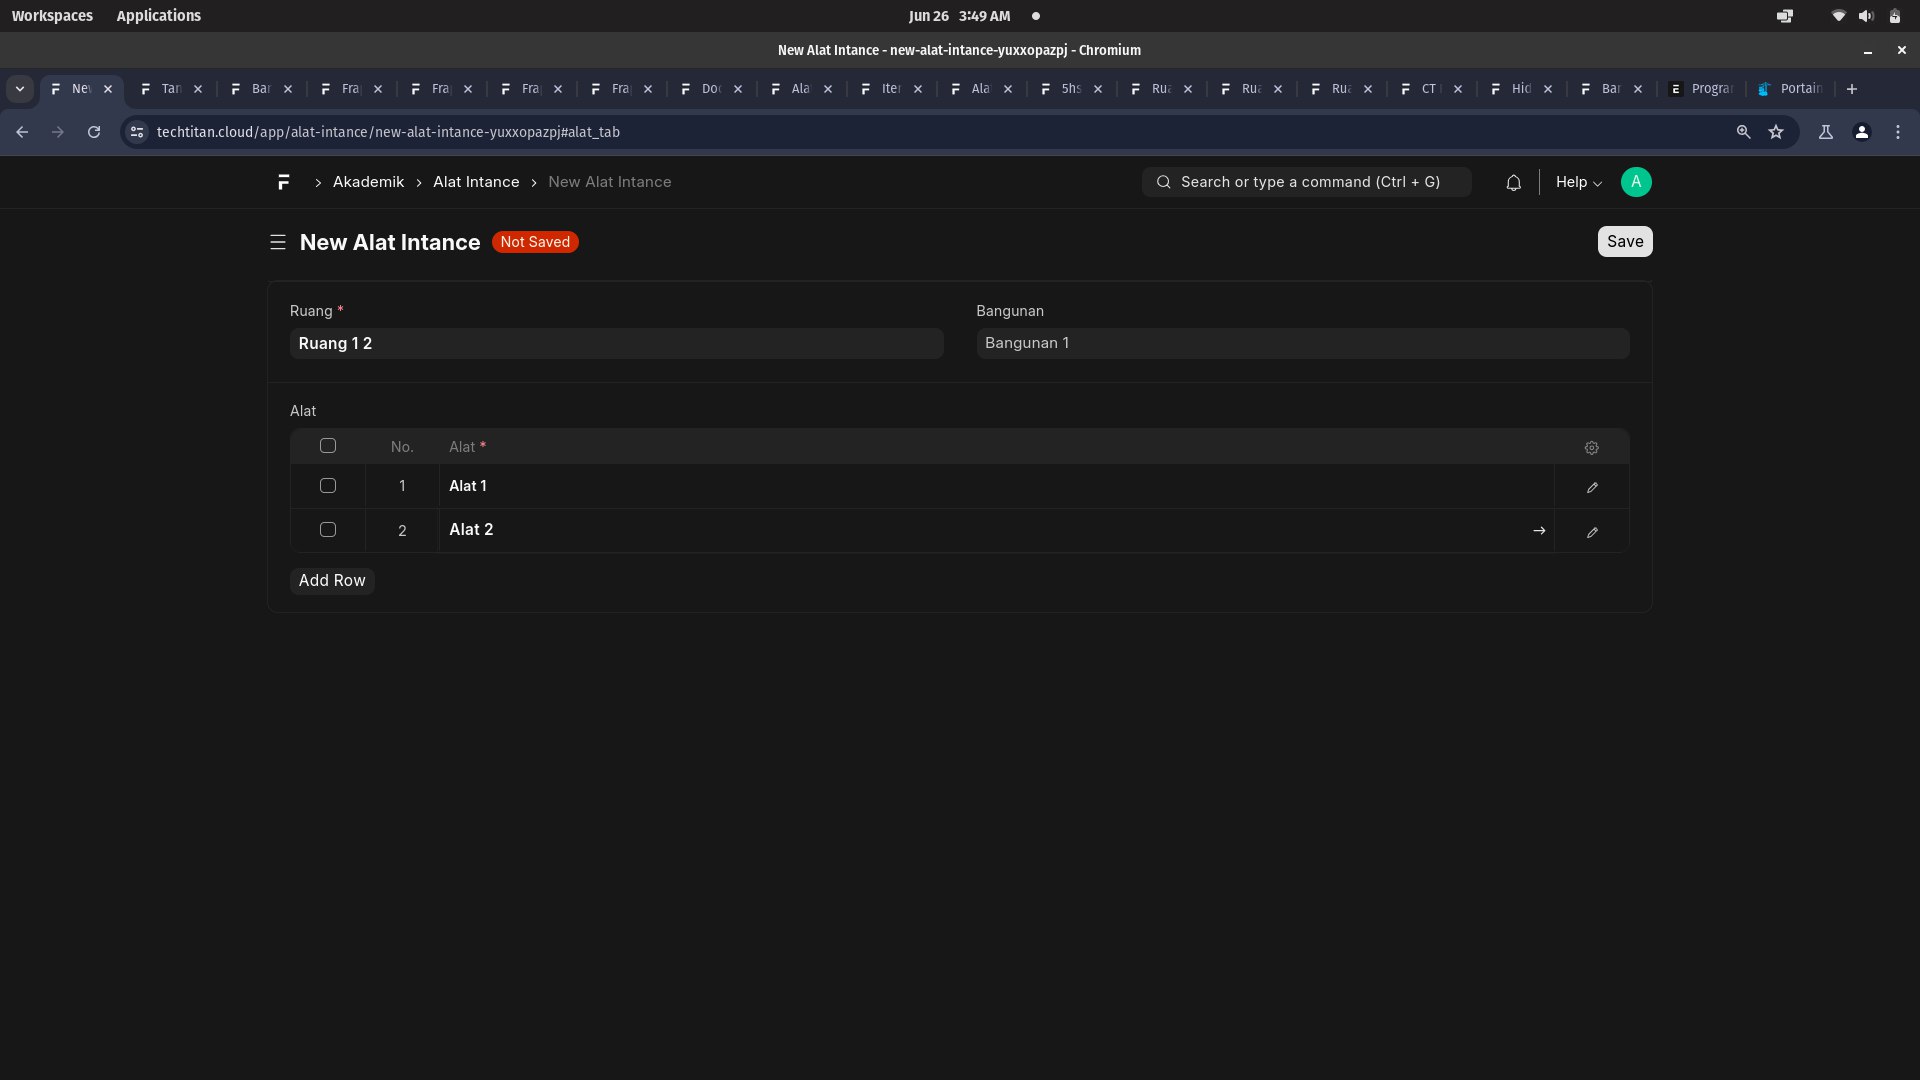 Workspaces Applications Jun 26 3:49 AM
New Alat Intance - new-alat-intance-yuxxopazpj - Chromium
New Tan Bar Fra Fra Fra Fra Doc Ala Iter Ala 5hs Rua Rua Rua CT Hid Bar Progra Portain
techtitan.cloud/app/alat-intance/new-alat-intance-yuxxopazpj#alat_tab
Akademik Alat Intance New Alat Intance Search or type a command (Ctrl + G) Help A
New Alat Intance Not Saved Save
Ruang * Bangunan
Ruang 1 2 Bangunan 1
Alat
No. Alat *
1 Alat 1
2 Alat 2
Add Row